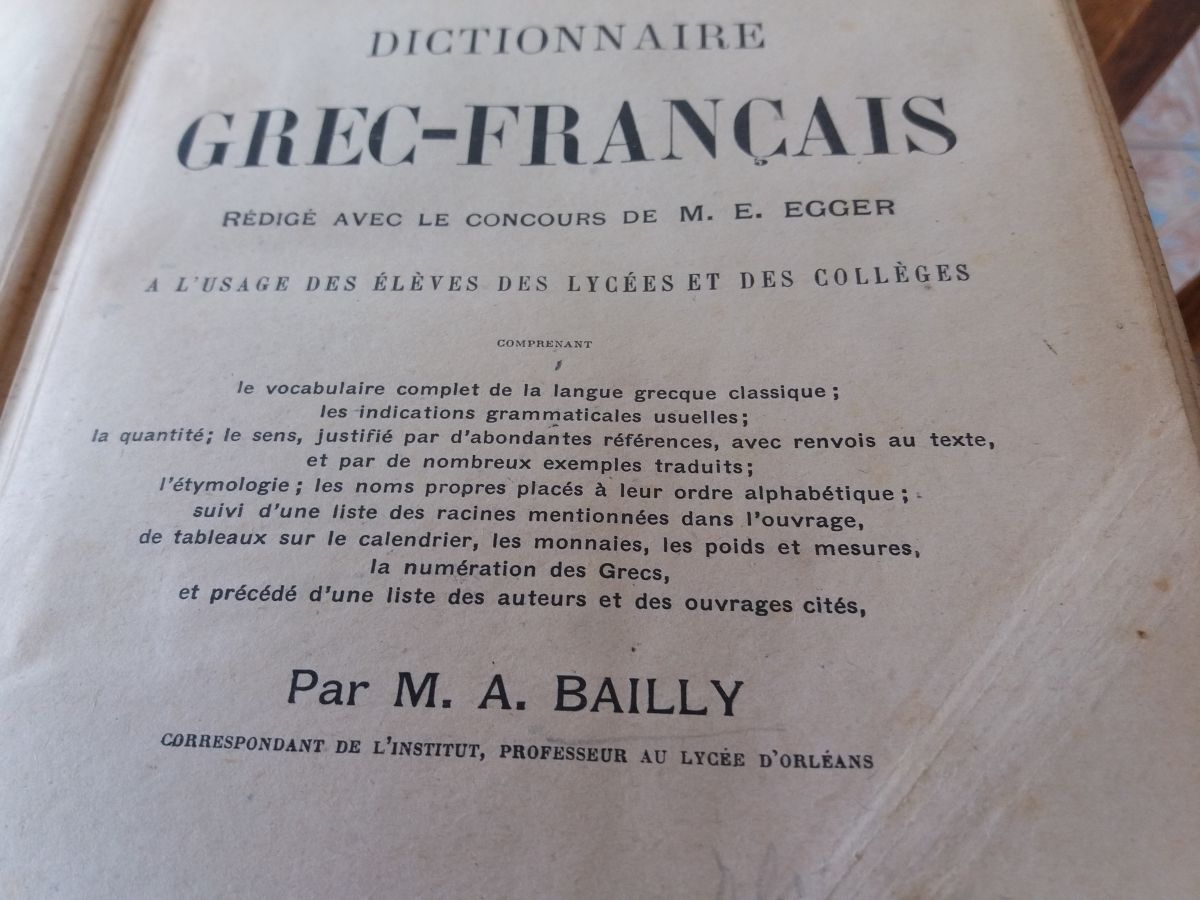 DICTIONNAIRE
GREC-FRANÇAIS
RÉDIGÉ AVEC LE CONCOURS DE M. E. EGGER
A L'USAGE DES ÉLÈVES DES LYCÉES ET DES COLLÈGES
COMPRENANT
le vocabulaire complet de la langue grecque classique ;
les indications grammaticales usuelles ;
la quantité ; le sens, justifié par d'abondantes références, avec renvois au texte,
et par de nombreux exemples traduits ;
l'étymologie ; les noms propres placés à leur ordre alphabétique ;
suivi d'une liste des racines mentionnées dans l'ouvrage,
de tableaux sur le calendrier, les monnaies, les poids et mesures,
la numération des Grecs,
et précédé d'une liste des auteurs et des ouvrages cités,
Par M. A. BAILLY
CORRESPONDANT DE L'INSTITUT, PROFESSEUR AU LYCÉE D'ORLÉANS